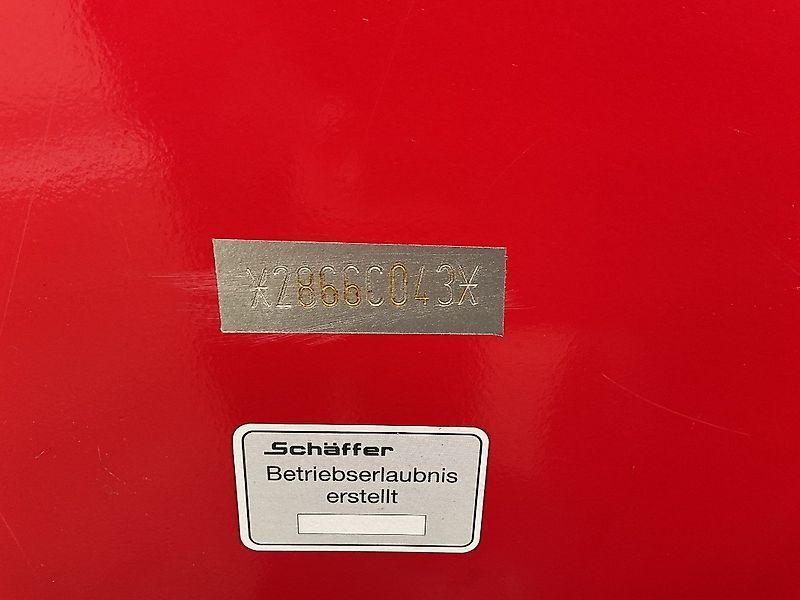 *2866C043*
Schäffer
Betriebserlaubnis
erstellt